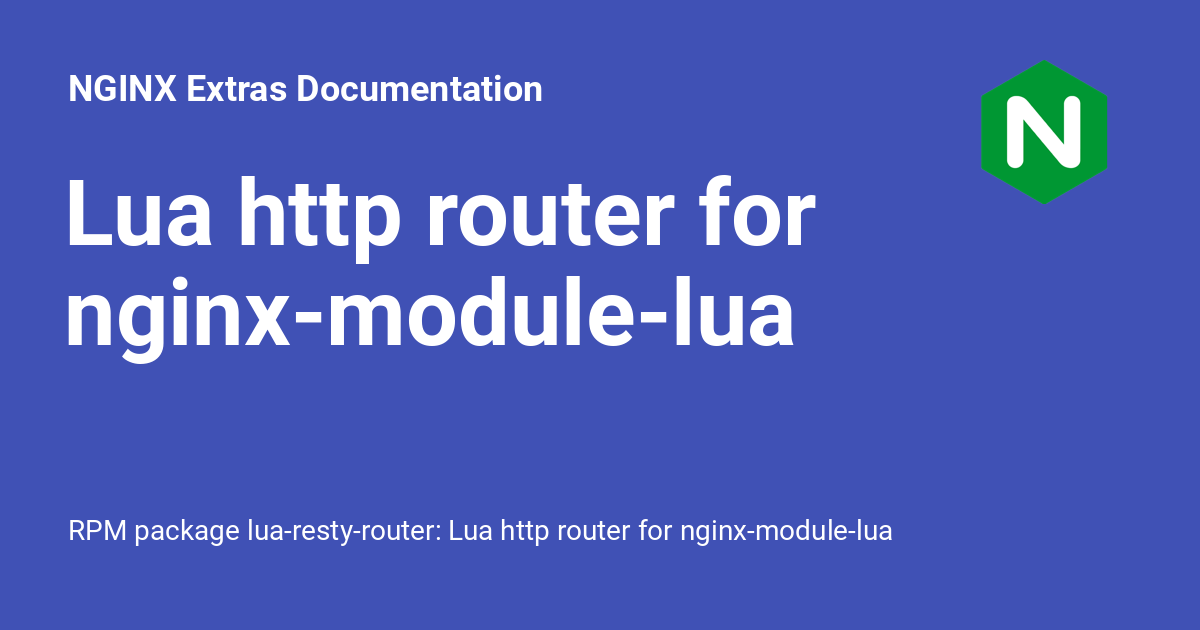 NGINX Extras Documentation
N
Lua http router for
nginx-module-lua
RPM package lua-resty-router: Lua http router for nginx-module-lua